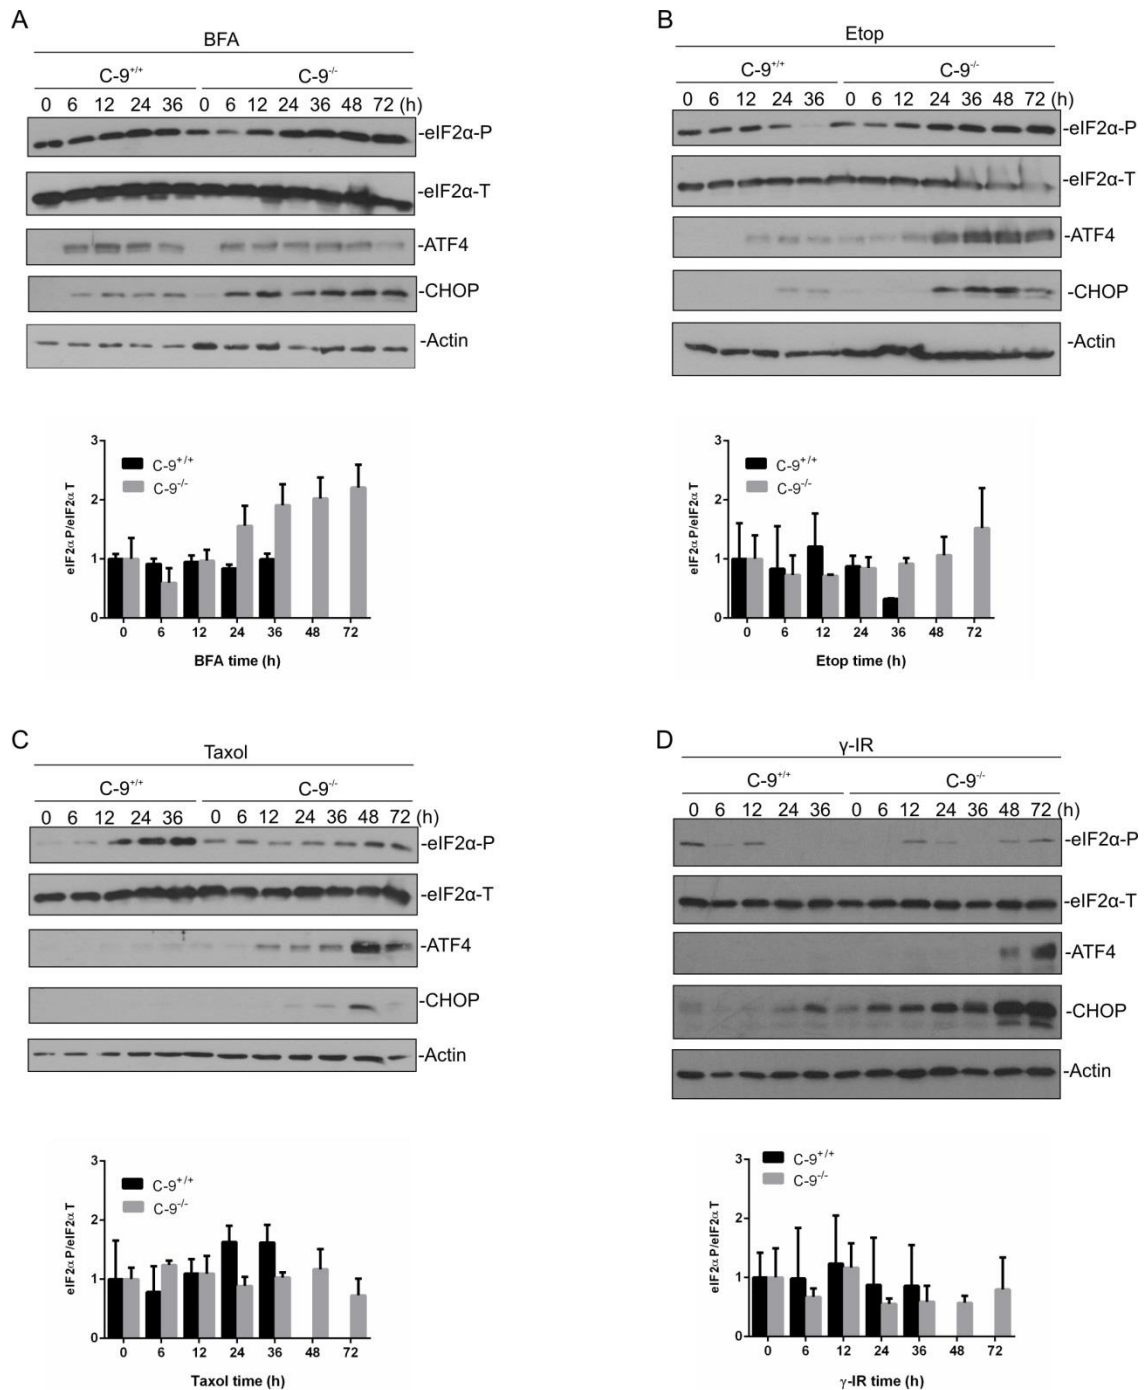 A
BFA
C-9+/+ C-9-/-
0 6 12 24 36 0 6 12 24 36 48 72 (h)
-eIF2α-P
-eIF2α-T
-ATF4
-CHOP
-Actin
3
2
1
0
eIF2α P/eIF2α T
C-9+/+
C-9-/-
0 6 12 24 36 48 72
BFA time (h)
B
Etop
C-9+/+ C-9-/-
0 6 12 24 36 0 6 12 24 36 48 72 (h)
-eIF2α-P
-eIF2α-T
-ATF4
-CHOP
-Actin
3
2
1
0
eIF2α P/eIF2α T
C-9+/+
C-9-/-
0 6 12 24 36 48 72
Etop time (h)
C
Taxol
C-9+/+ C-9-/-
0 6 12 24 36 0 6 12 24 36 48 72 (h)
-eIF2α-P
-eIF2α-T
-ATF4
-CHOP
-Actin
3
2
1
0
eIF2α P/eIF2α T
C-9+/+
C-9-/-
0 6 12 24 36 48 72
Taxol time (h)
D
γ-IR
C-9+/+ C-9-/-
0 6 12 24 36 0 6 12 24 36 48 72 (h)
-eIF2α-P
-eIF2α-T
-ATF4
-CHOP
-Actin
3
2
1
0
eIF2α P/eIF2α T
C-9+/+
C-9-/-
0 6 12 24 36 48 72
γ-IR time (h)